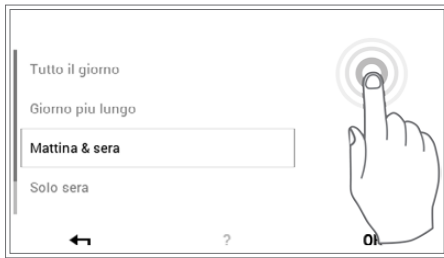 Tutto il giorno
Giorno piu lungo
Mattina & sera
Solo sera
? OK